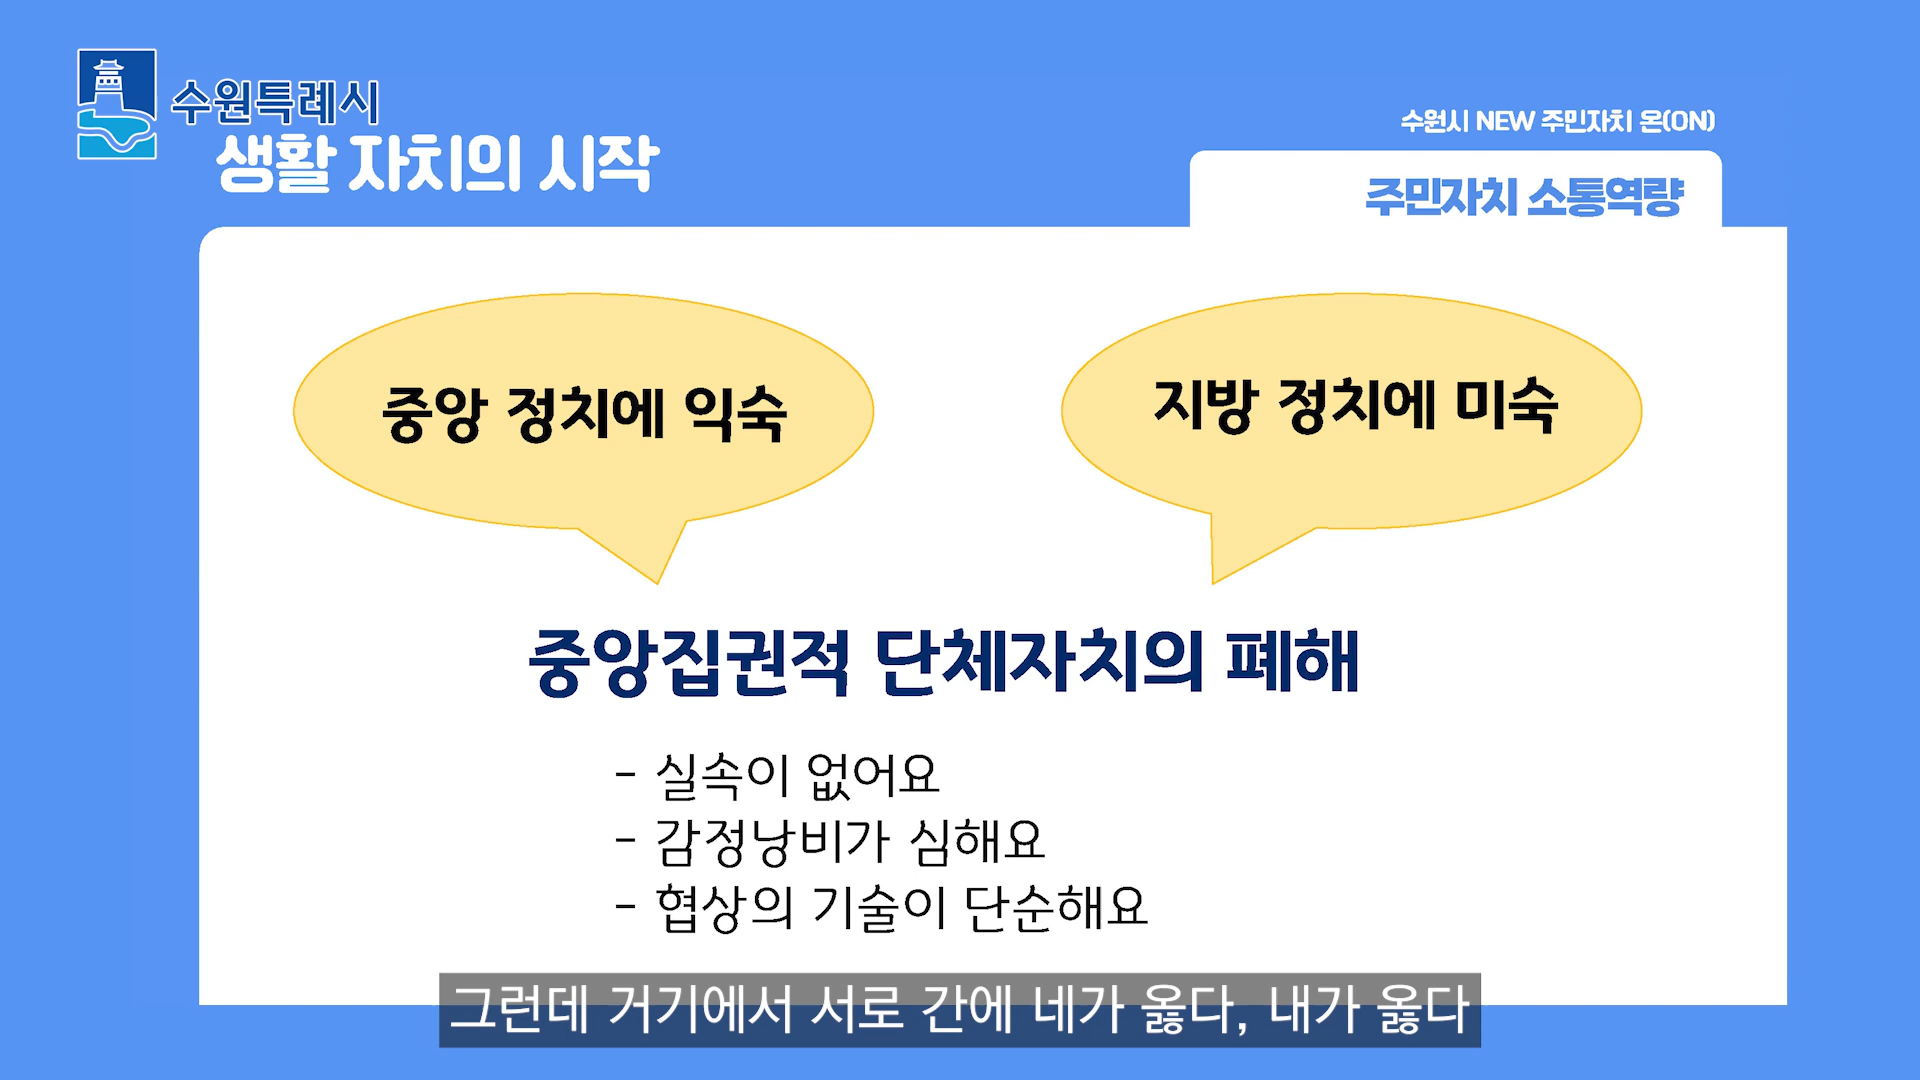 수원특례시
생활 자치의 시작
수원시 NEW 주민자치 온(ON)
주민자치 소통역량
중앙 정치에 익숙
지방 정치에 미숙
중앙집권적 단체자치의 폐해
- 실속이 없어요
- 감정낭비가 심해요
- 협상의 기술이 단순해요
그런데 거기에서 서로 간에 네가 옳다, 내가 옳다